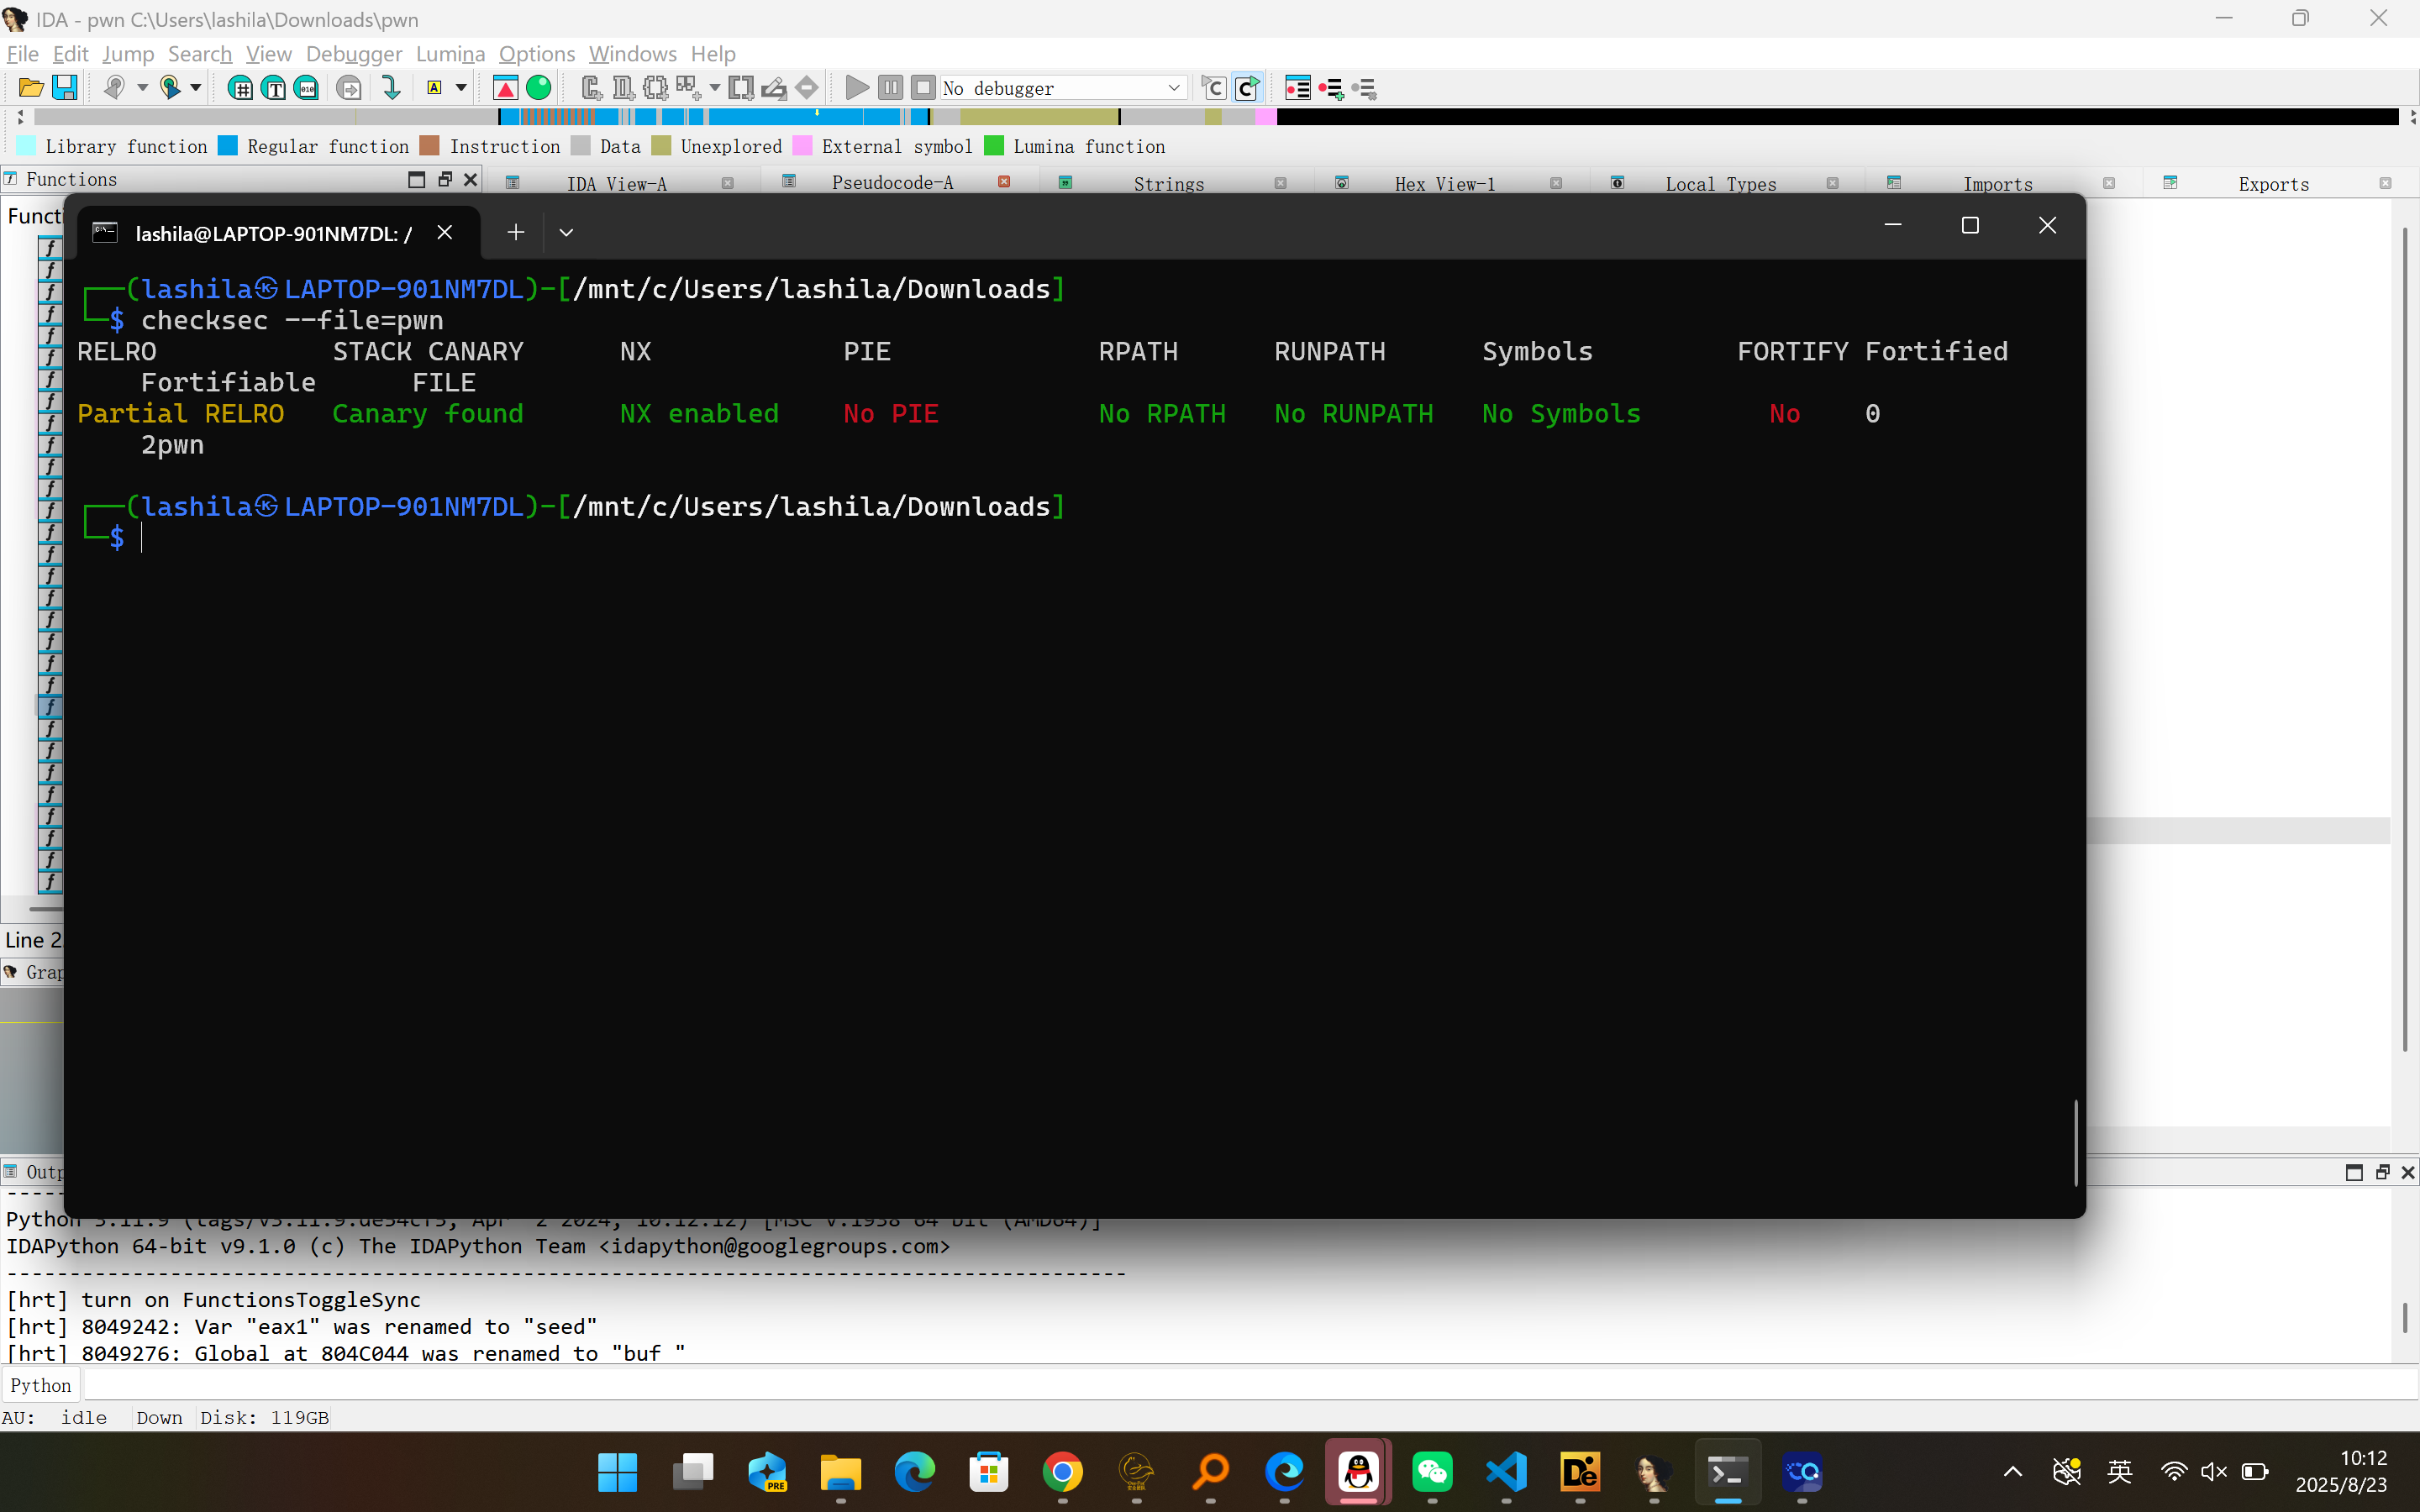 IDA - pwn C:\Users\lashila\Downloads\pwn
File Edit Jump Search View Debugger Lumina Options Windows Help
No debugger
Library function Regular function Instruction Data Unexplored External symbol Lumina function
Functions IDA View-A Pseudocode-A Strings Hex View-1 Local Types Imports Exports
lashila@LAPTOP-901NM7DL: /
┌──(lashila㉿LAPTOP-901NM7DL)-[/mnt/c/Users/lashila/Downloads]
└─$ checksec --file=pwn
RELRO STACK CANARY NX PIE RPATH RUNPATH Symbols FORTIFY Fortified
Fortifiable FILE
Partial RELRO Canary found NX enabled No PIE No RPATH No RUNPATH No Symbols No 0
2pwn
┌──(lashila㉿LAPTOP-901NM7DL)-[/mnt/c/Users/lashila/Downloads]
└─$
Line 2
IDAPython 64-bit v9.1.0 (c) The IDAPython Team <idapython@googlegroups.com>
[hrt] turn on FunctionsToggleSync
[hrt] 8049242: Var "eax1" was renamed to "seed"
[hrt] 8049276: Global at 804C044 was renamed to "buf "
Python
AU: idle Down Disk: 119GB
PRE
英
10:12
2025/8/23